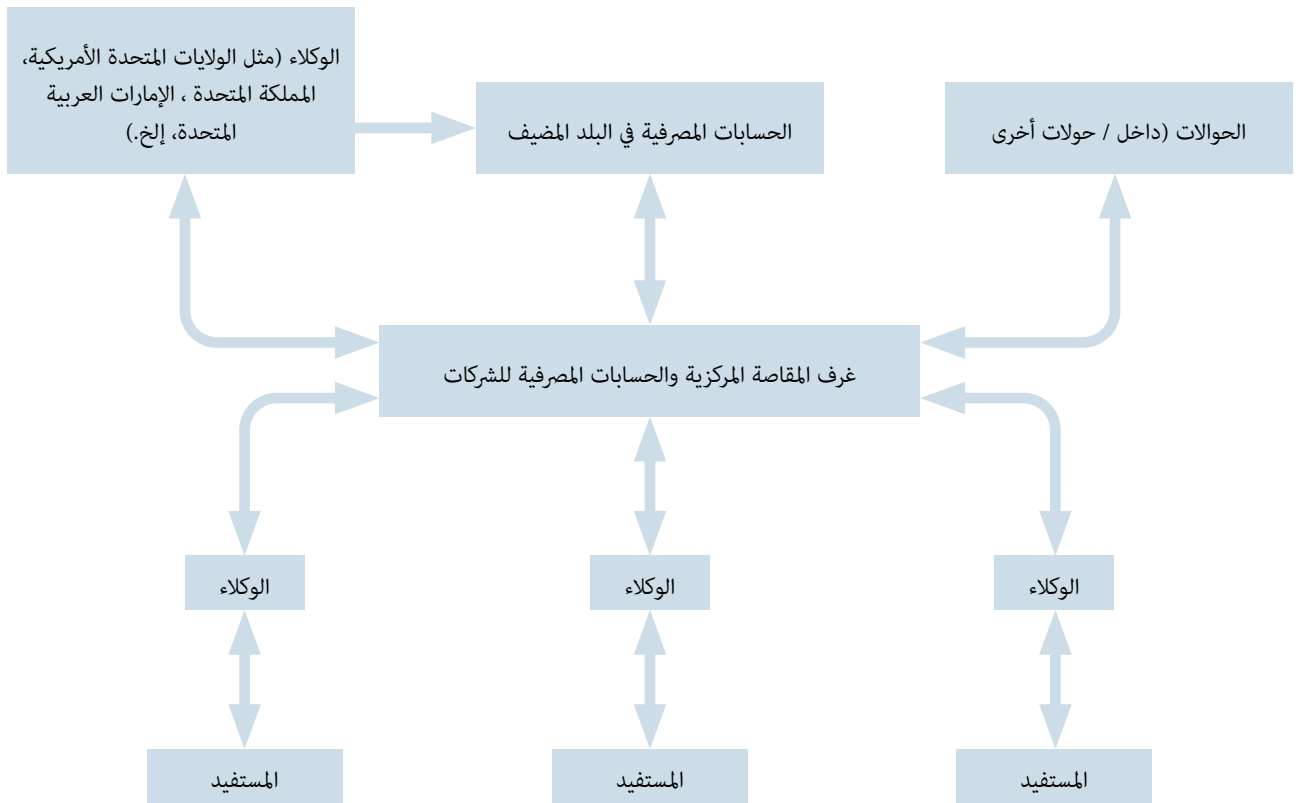 الوكلاء (مثل الولايات المتحدة الأمريكية،
المملكة المتحدة ، الإمارات العربية
المتحدة، إلخ.)
الحسابات المصرفية في البلد المضيف
الحوالات (داخل / حولات أخرى
غرف المقاصة المركزية والحسابات المصرفية للشركات
الوكلاء
الوكلاء
الوكلاء
المستفيد
المستفيد
المستفيد